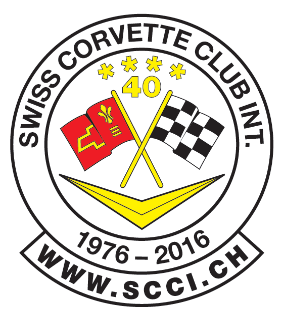 SWISS CORVETTE CLUB INT.
40
1976 – 2016
WWW.SCCI.CH